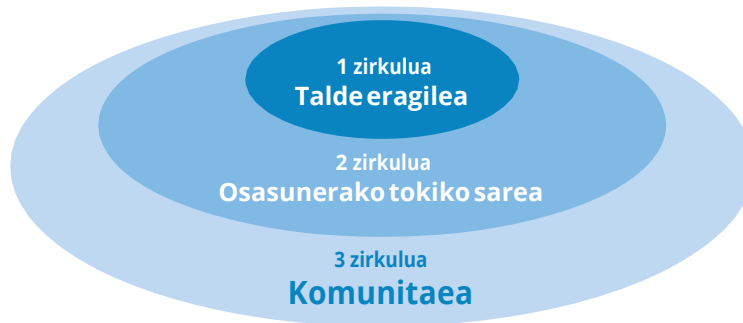 1 zirkulua
Talde eragilea
2 zirkulua
Osasunerako tokiko sarea
3 zirkulua
Komunitaea